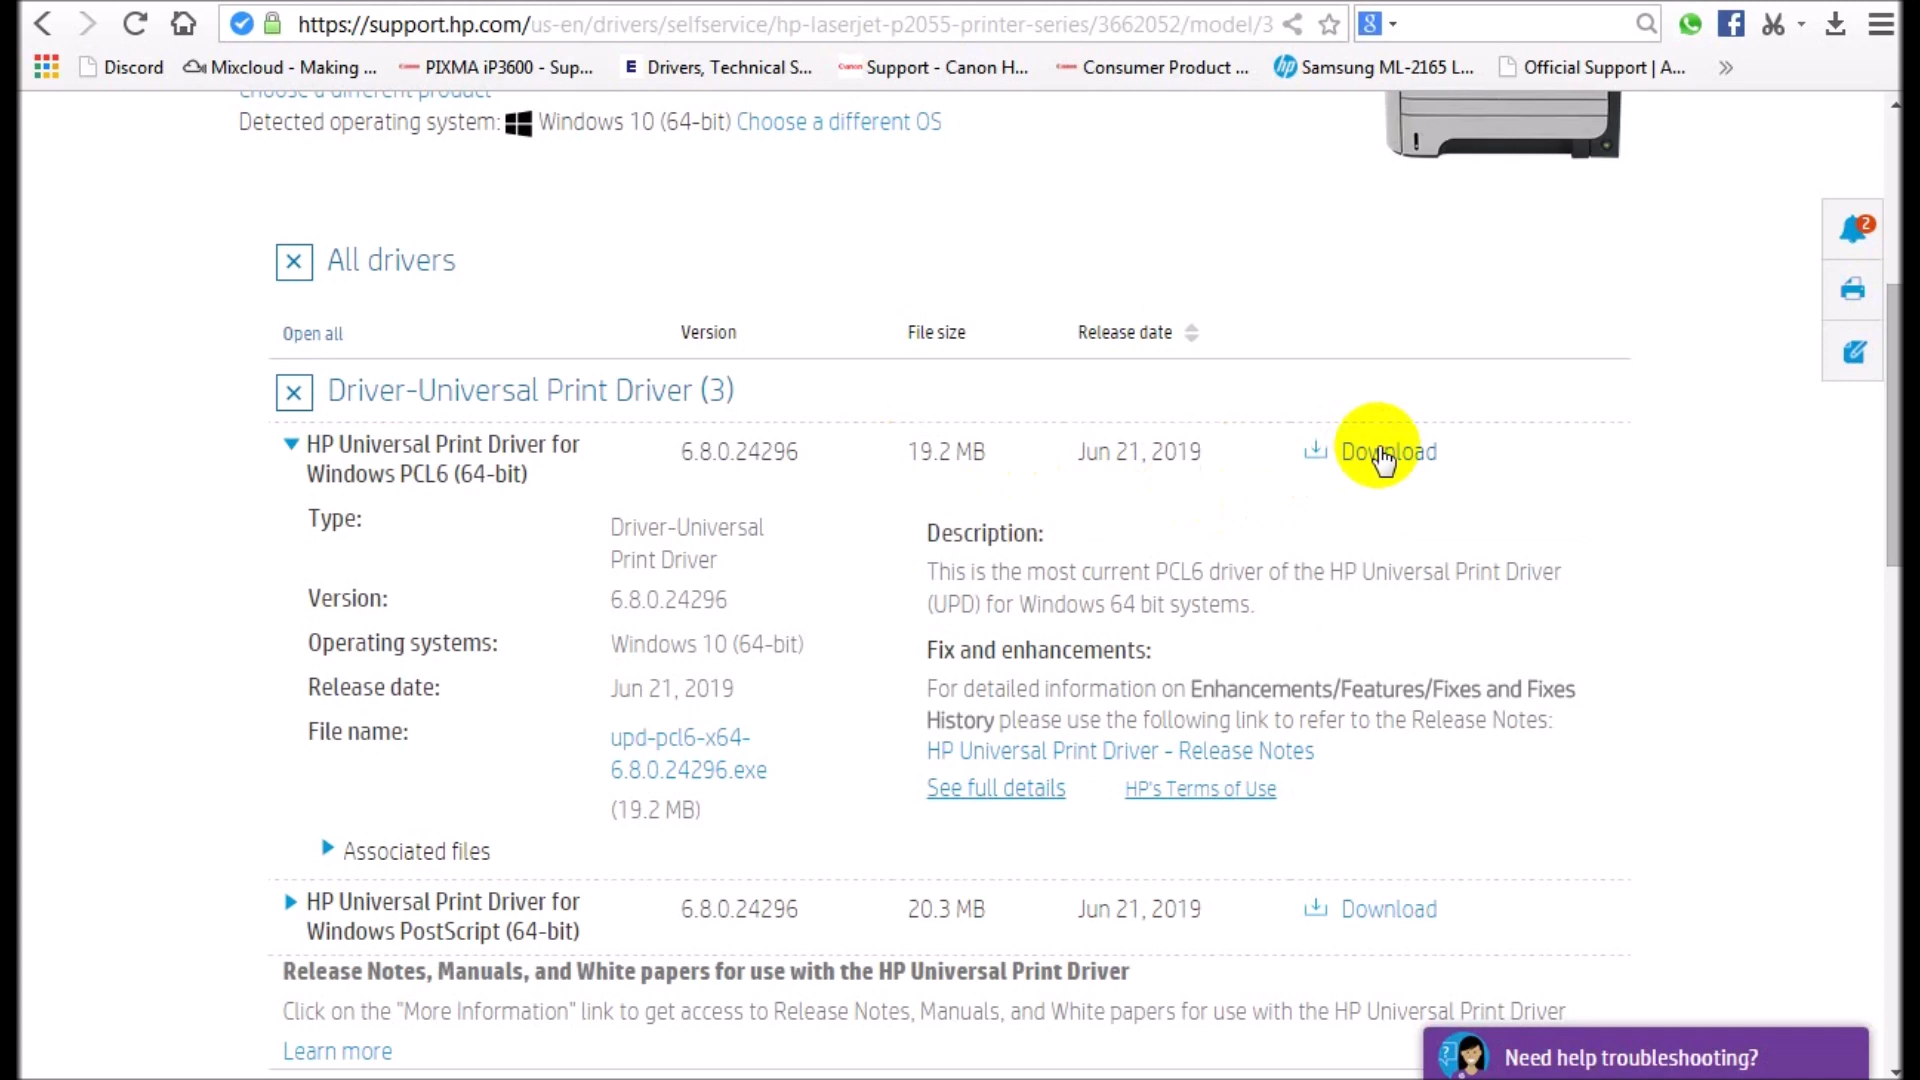 https://support.hp.com/us-en/drivers/selfservice/hp-laserjet-p2055-printer-series/3662052/model/3
8
Discord
Mixcloud - Making ...
PIXMA iP3600 - Sup...
E Drivers, Technical S...
Canon Support - Canon H...
Consumer Product ...
hp Samsung ML-2165 L...
Official Support | A...
»
Choose a different product
Detected operating system: Windows 10 (64-bit) Choose a different OS
2
All drivers
Open all Version File size Release date
Driver-Universal Print Driver (3)
HP Universal Print Driver for
Windows PCL6 (64-bit)
6.8.0.24296 19.2 MB Jun 21, 2019 Download
Type: Driver-Universal
Print Driver
Version: 6.8.0.24296
Operating systems: Windows 10 (64-bit)
Release date: Jun 21, 2019
File name: upd-pcl6-x64-
6.8.0.24296.exe
(19.2 MB)
Description:
This is the most current PCL6 driver of the HP Universal Print Driver
(UPD) for Windows 64 bit systems.
Fix and enhancements:
For detailed information on Enhancements/Features/Fixes and Fixes
History please use the following link to refer to the Release Notes:
HP Universal Print Driver - Release Notes
See full details HP's Terms of Use
Associated files
HP Universal Print Driver for
Windows PostScript (64-bit)
6.8.0.24296 20.3 MB Jun 21, 2019 Download
Release Notes, Manuals, and White papers for use with the HP Universal Print Driver
Click on the "More Information" link to get access to Release Notes, Manuals, and White papers for use with the HP Universal Print Driver
Learn more
Need help troubleshooting?